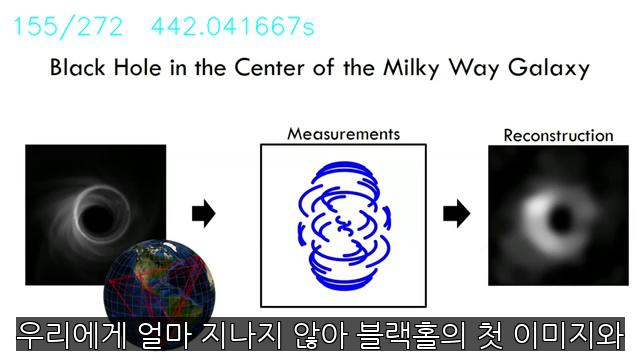 155/272 442.041667s
Black Hole in the Center of the Milky Way Galaxy
Measurements
Reconstruction
우리에게 얼마 지나지 않아 블랙홀의 첫 이미지와